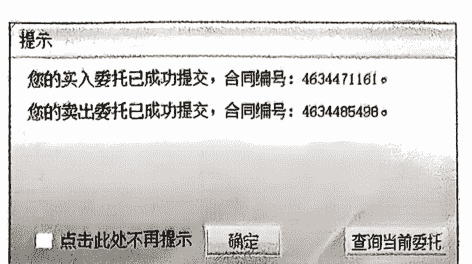 提示
您的买入委托已成功提交，合同编号：4634471161。
您的卖出委托已成功提交，合同编号：4634485498。
点击此处不再提示 确定 查询当前委托